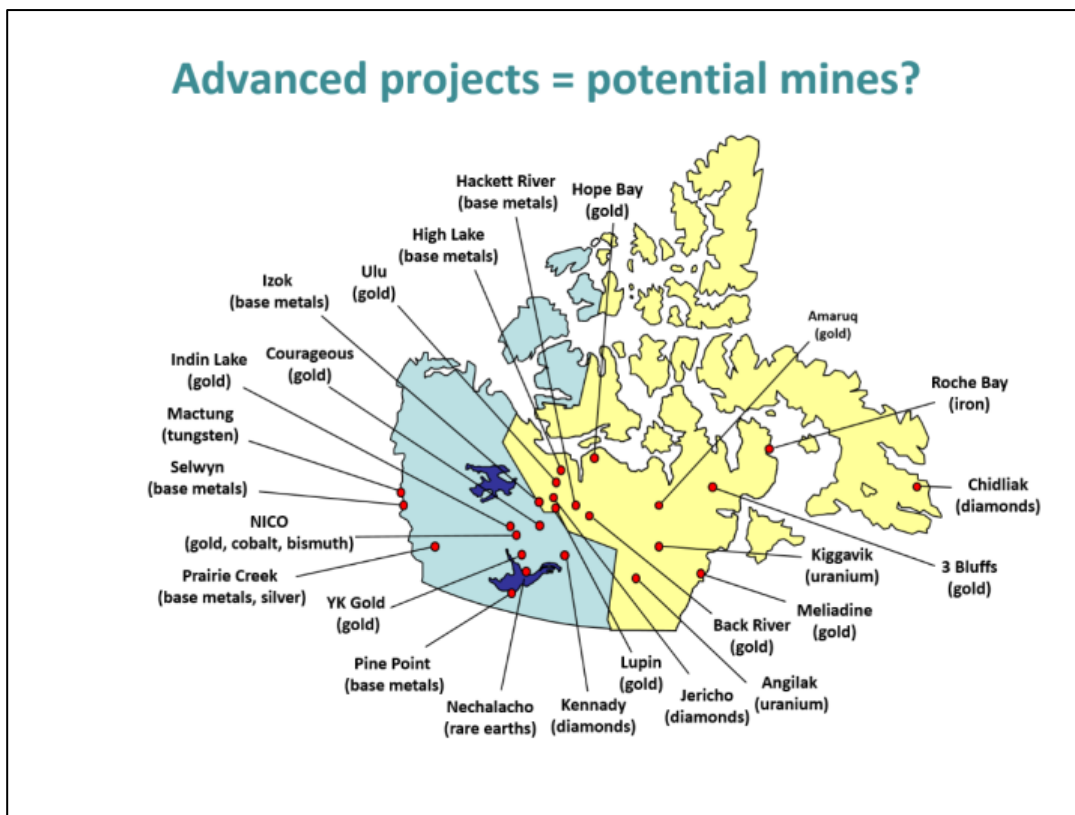 Advanced projects = potential mines?
Hackett River
(base metals)
Hope Bay
(gold)
High Lake
(base metals)
Ulu
(gold)
Izok
(base metals)
Amaruq
(gold)
Indin Lake
(gold)
Courageous
(gold)
Roche Bay
(iron)
Mactung
(tungsten)
Selwyn
(base metals)
Chidliak
(diamonds)
NICO
(gold, cobalt, bismuth)
Kiggavik
(uranium)
3 Bluffs
(gold)
Prairie Creek
(base metals, silver)
YK Gold
(gold)
Meliadine
(gold)
Back River
(gold)
Pine Point
(base metals)
Lupin
(gold)
Angilak
(uranium)
Jericho
(diamonds)
Nechalacho
(rare earths)
Kennady
(diamonds)